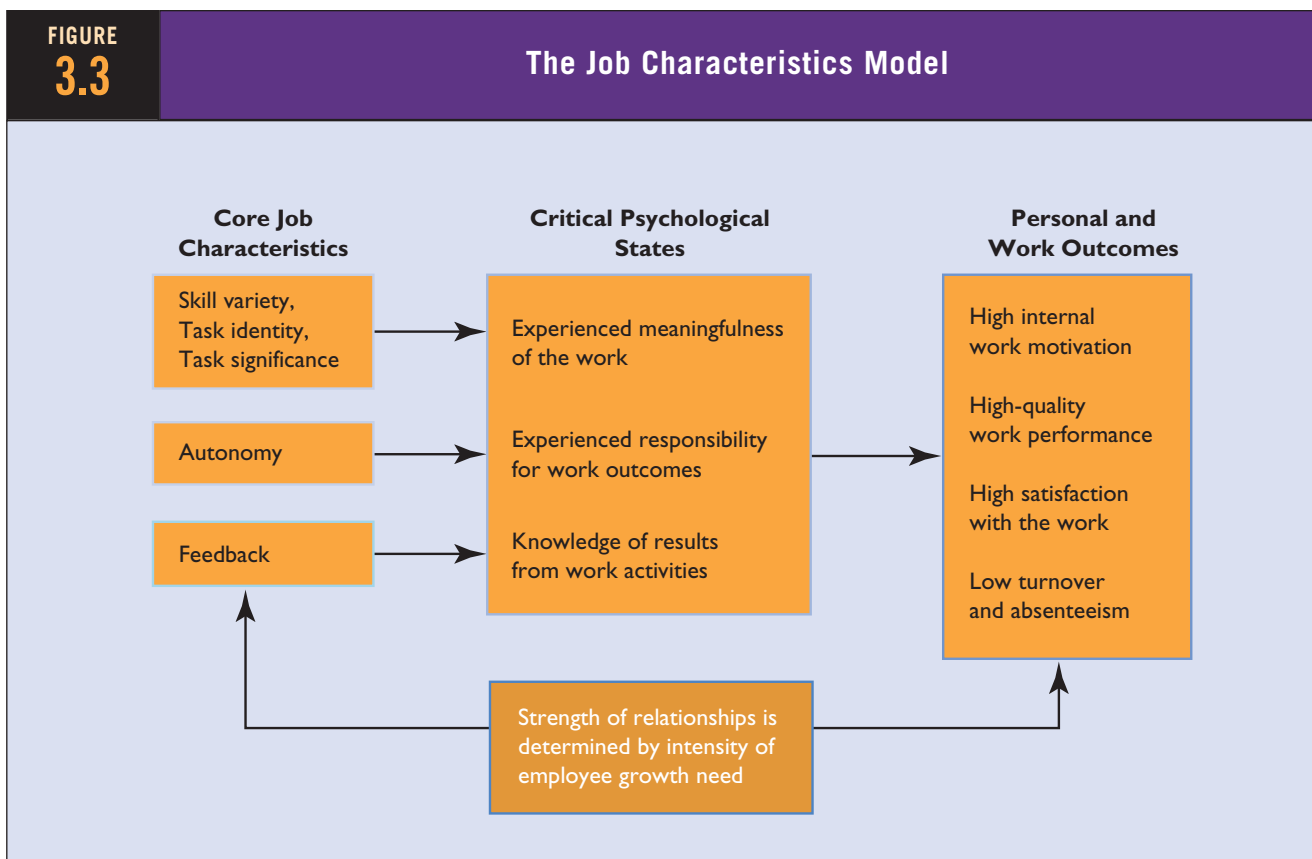 FIGURE
3.3
The Job Characteristics Model
Core Job
Characteristics
Skill variety,
Task identity,
Task significance
Autonomy
Feedback
Critical Psychological
States
Experienced meaningfulness
of the work
Experienced responsibility
for work outcomes
Knowledge of results
from work activities
Personal and
Work Outcomes
High internal
work motivation
High-quality
work performance
High satisfaction
with the work
Low turnover
and absenteeism
Strength of relationships is
determined by intensity of
employee growth need